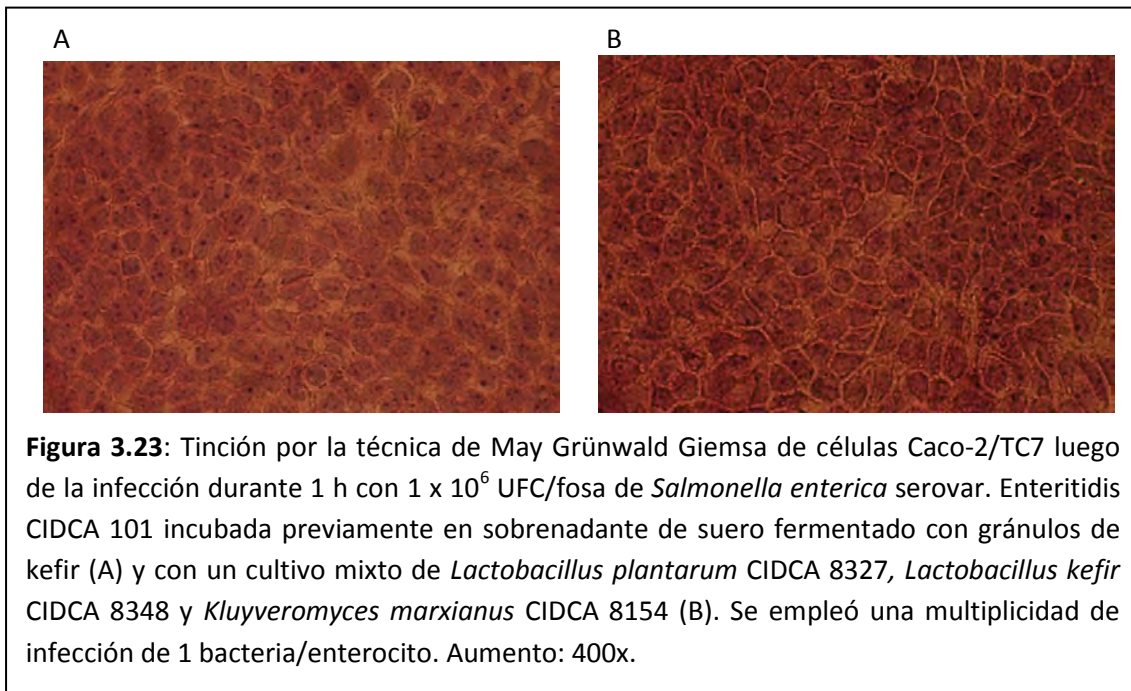 A B
Figura 3.23: Tinción por la técnica de May Grünwald Giemsa de células Caco-2/TC7 luego
de la infección durante 1 h con 1 x 10⁶ UFC/fosa de Salmonella enterica serovar. Enteritidis
CIDCA 101 incubada previamente en sobrenadante de suero fermentado con gránulos de
kefir (A) y con un cultivo mixto de Lactobacillus plantarum CIDCA 8327, Lactobacillus kefir
CIDCA 8348 y Kluyveromyces marxianus CIDCA 8154 (B). Se empleó una multiplicidad de
infección de 1 bacteria/enterocito. Aumento: 400x.